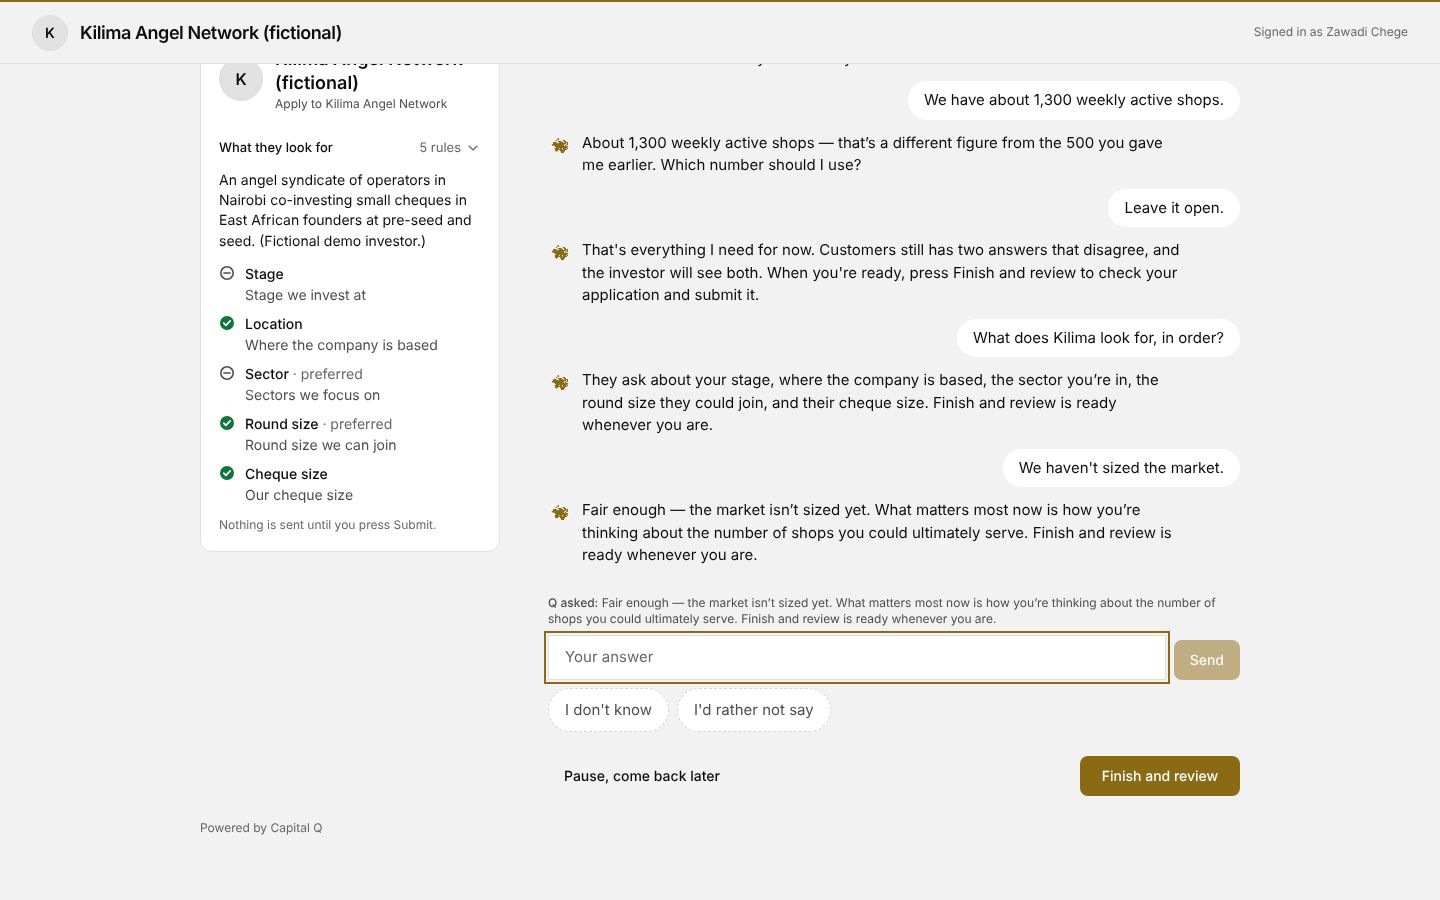 K
Kilima Angel Network (fictional)
Signed in as Zawadi Chege
K
Kilima Angel Network
(fictional)
Apply to Kilima Angel Network
What they look for
5 rules
An angel syndicate of operators in
Nairobi co-investing small cheques in
East African founders at pre-seed and
seed. (Fictional demo investor.)
Stage
Stage we invest at
Location
Where the company is based
Sector · preferred
Sectors we focus on
Round size · preferred
Round size we can join
Cheque size
Our cheque size
Nothing is sent until you press Submit.
We have about 1,300 weekly active shops.
About 1,300 weekly active shops — that’s a different figure from the 500 you gave
me earlier. Which number should I use?
Leave it open.
That's everything I need for now. Customers still has two answers that disagree, and
the investor will see both. When you're ready, press Finish and review to check your
application and submit it.
What does Kilima look for, in order?
They ask about your stage, where the company is based, the sector you’re in, the
round size they could join, and their cheque size. Finish and review is ready
whenever you are.
We haven't sized the market.
Fair enough — the market isn’t sized yet. What matters most now is how you’re
thinking about the number of shops you could ultimately serve. Finish and review is
ready whenever you are.
Q asked: Fair enough — the market isn’t sized yet. What matters most now is how you’re thinking about the number of
shops you could ultimately serve. Finish and review is ready whenever you are.
Your answer
Send
I don't know
I'd rather not say
Pause, come back later
Finish and review
Powered by Capital Q